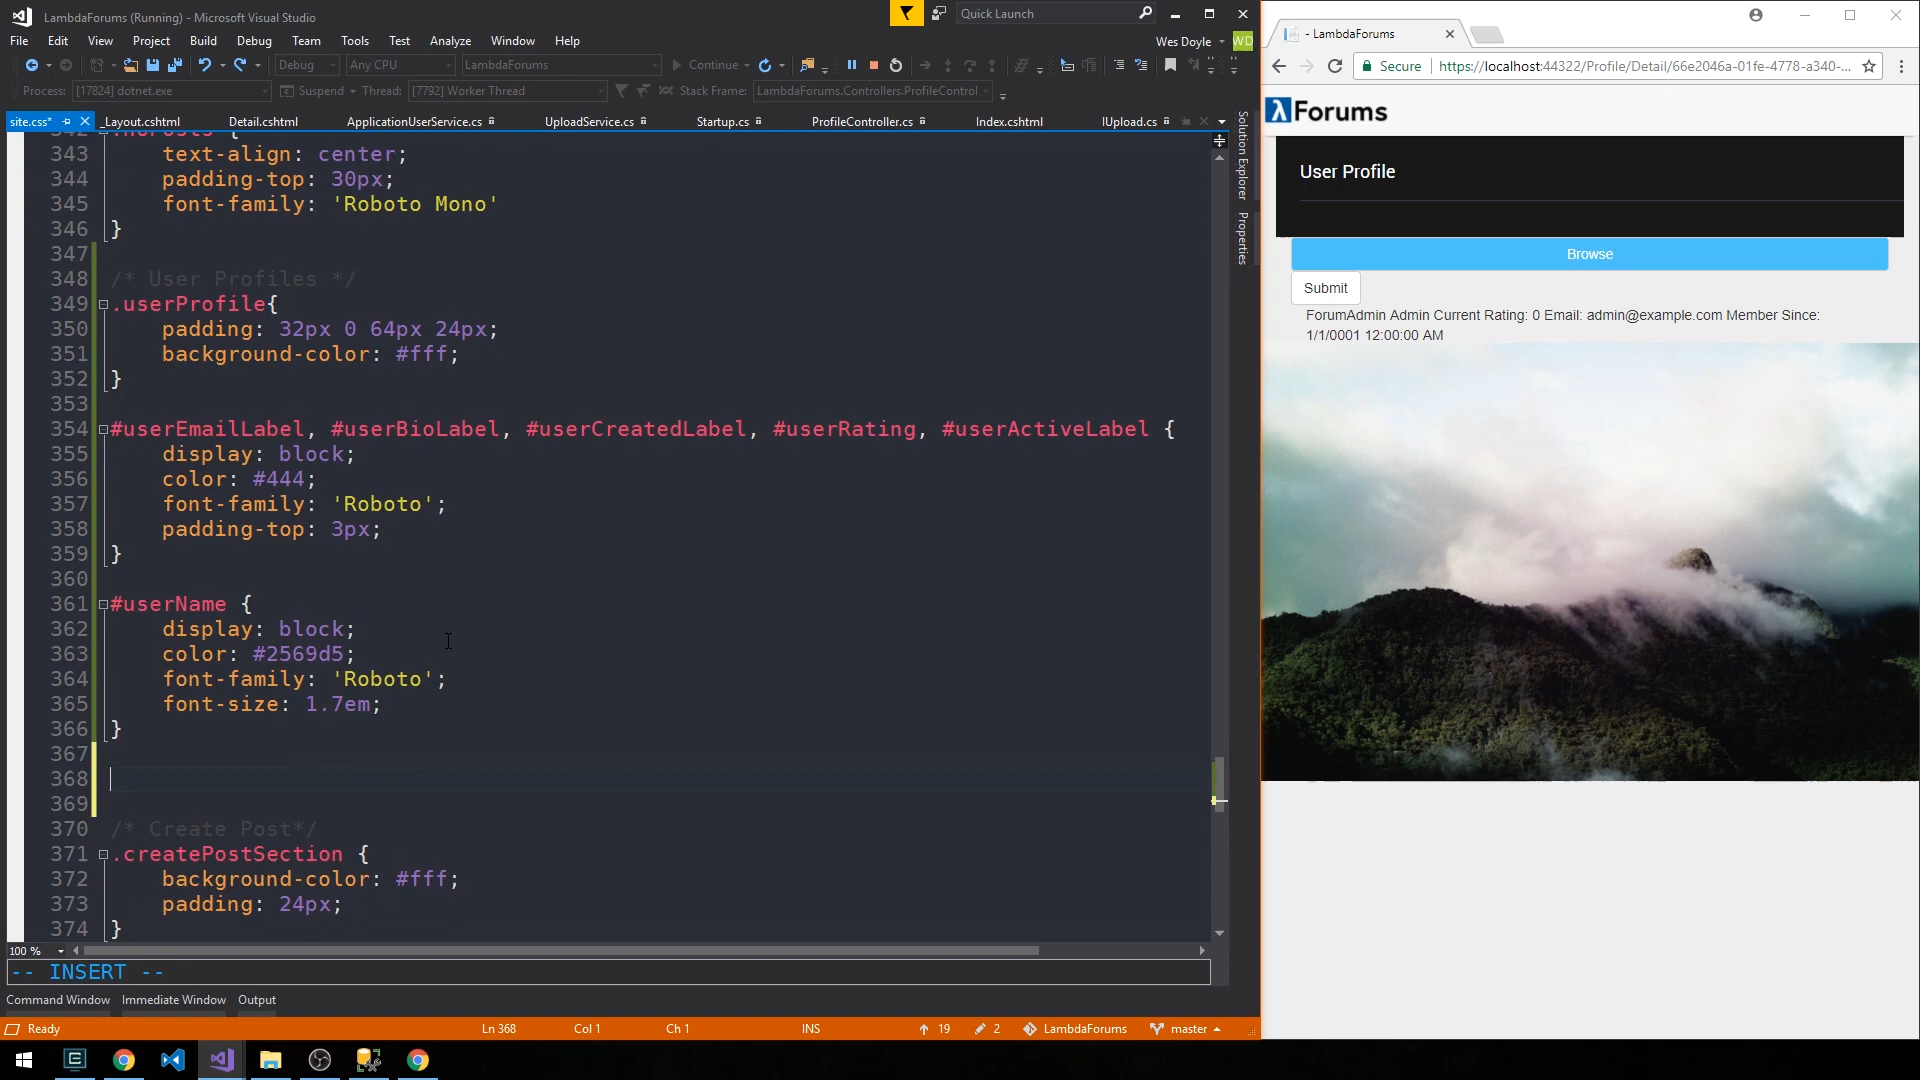 LambdaForums (Running) - Microsoft Visual Studio
Quick Launch
File Edit View Project Build Debug Team Tools Test Analyze Window Help
Wes Doyle
WD
Debug Any CPU LambdaForums Continue
Process: [17824] dotnet.exe Suspend Thread: [7792] Worker Thread Stack Frame: LambdaForums.Controllers.ProfileControl
site.css* _Layout.cshtml Detail.cshtml ApplicationUserService.cs UploadService.cs Startup.cs ProfileController.cs Index.cshtml IUpload.cs
343 text-align: center;
344 padding-top: 30px;
345 font-family: 'Roboto Mono'
346 }
347
348 /* User Profiles */
349 .userProfile{
350 padding: 32px 0 64px 24px;
351 background-color: #fff;
352 }
353
354 #userEmailLabel, #userBioLabel, #userCreatedLabel, #userRating, #userActiveLabel {
355 display: block;
356 color: #444;
357 font-family: 'Roboto';
358 padding-top: 3px;
359 }
360
361 #userName {
362 display: block;
363 color: #2569d5;
364 font-family: 'Roboto';
365 font-size: 1.7em;
366 }
367
368
369
370 /* Create Post*/
371 .createPostSection {
372 background-color: #fff;
373 padding: 24px;
374 }
100 %
-- INSERT --
Command Window Immediate Window Output
Ready Ln 368 Col 1 Ch 1 INS 19 2 LambdaForums master
Solution Explorer
Properties
- LambdaForums
Secure https://localhost:44322/Profile/Detail/66e2046a-01fe-4778-a340-...
λForums
User Profile
Browse
Submit
ForumAdmin Admin Current Rating: 0 Email: admin@example.com Member Since:
1/1/0001 12:00:00 AM